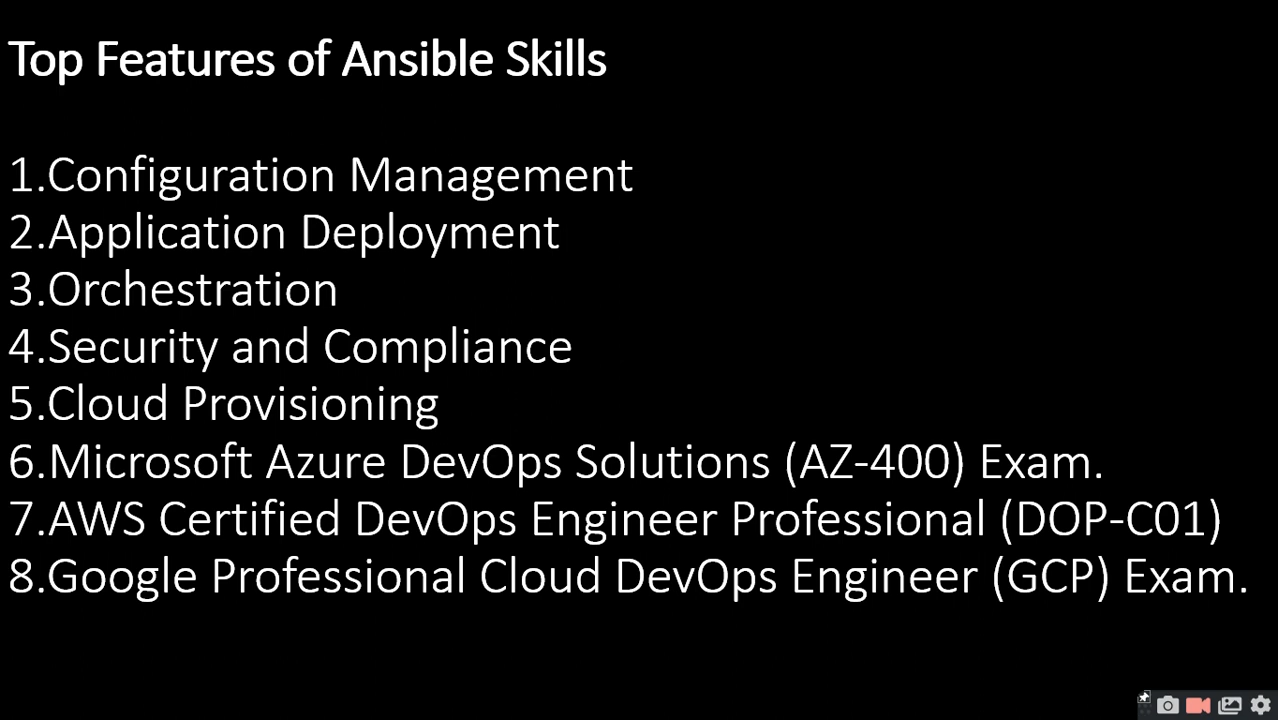 Top Features of Ansible Skills
1.Configuration Management
2.Application Deployment
3.Orchestration
4.Security and Compliance
5.Cloud Provisioning
6.Microsoft Azure DevOps Solutions (AZ-400) Exam.
7.AWS Certified DevOps Engineer Professional (DOP-C01)
8.Google Professional Cloud DevOps Engineer (GCP) Exam.